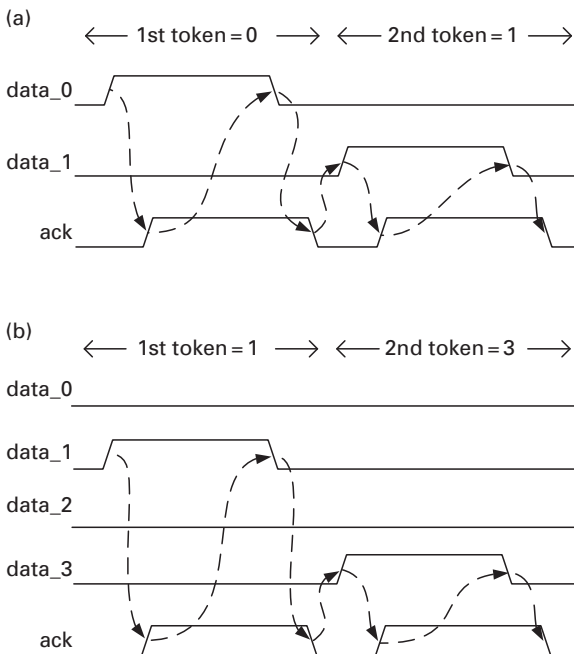 (a)
1st token = 0
2nd token = 1
data_0
data_1
ack
(b)
1st token = 1
2nd token = 3
data_0
data_1
data_2
data_3
ack